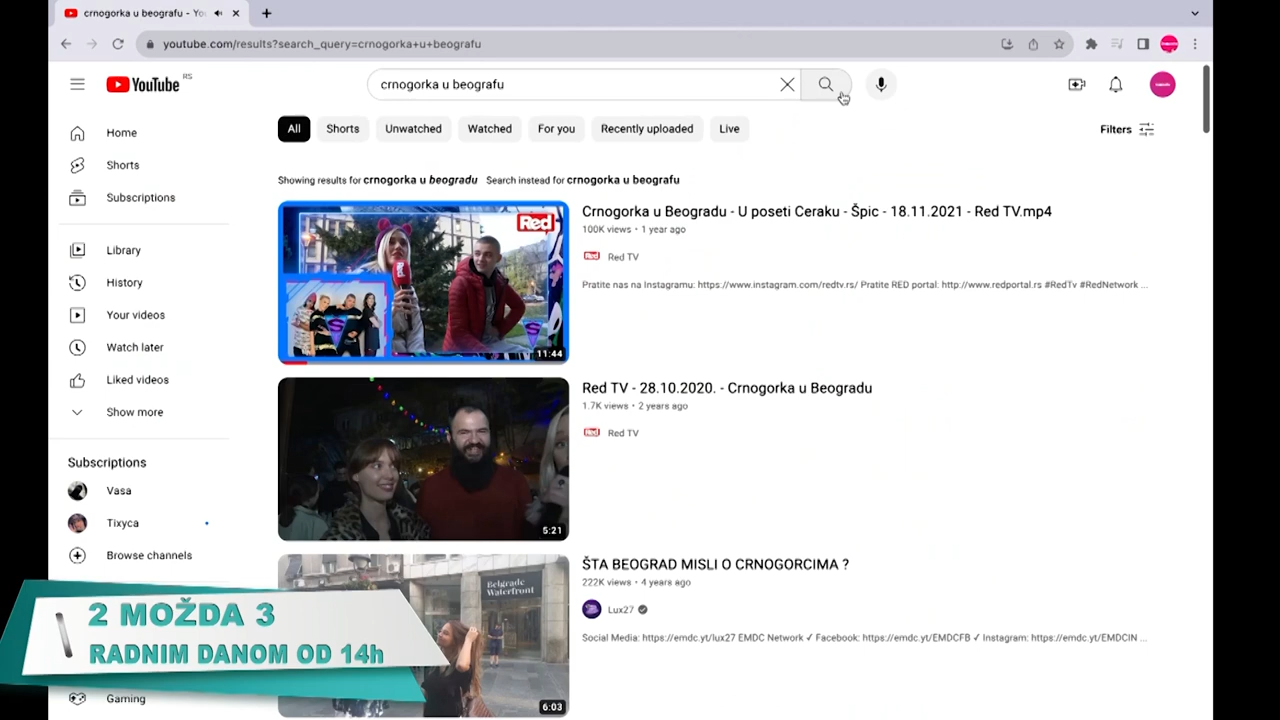 crnogorka u beografu - You
youtube.com/results?search_query=crnogorka+u+beografu
YouTube RS
crnogorka u beografu
All
Shorts
Unwatched
Watched
For you
Recently uploaded
Live
Filters
Home
Shorts
Subscriptions
Library
History
Your videos
Watch later
Liked videos
Show more
Subscriptions
Vasa
Tixyca
Browse channels
Gaming
Showing results for crnogorka u beogradu Search instead for crnogorka u beografu
Red
11:44
Crnogorka u Beogradu - U poseti Ceraku - Špic - 18.11.2021 - Red TV.mp4
100K views • 1 year ago
Red TV
Pratite nas na Instagramu: https://www.instagram.com/redtv.rs/ Pratite RED portal: http://www.redportal.rs #RedTv #RedNetwork ...
5:21
Red TV - 28.10.2020. - Crnogorka u Beogradu
1.7K views • 2 years ago
Red TV
Belgrade
Waterfront
6:03
ŠTA BEOGRAD MISLI O CRNOGORCIMA ?
222K views • 4 years ago
Lux27
Social Media: https://emdc.yt/lux27 EMDC Network ✓ Facebook: https://emdc.yt/EMDCFB ✓ Instagram: https://emdc.yt/EMDCIN ...
2 MOŽDA 3
RADNIM DANOM OD 14h